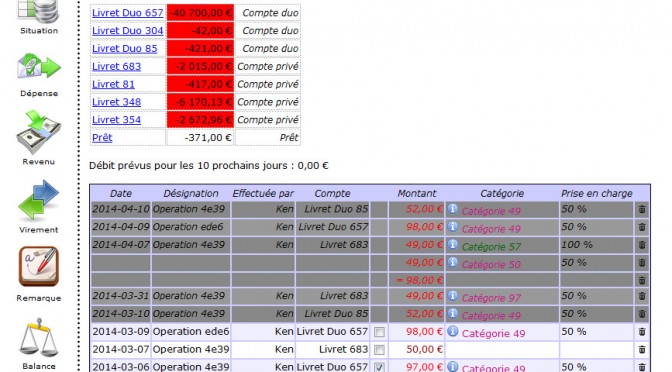 Situation
Dépense
Revenu
Virement
Remarque
Balance
Livret Duo 657 -40 700,00 € Compte duo
Livret Duo 304 -42,00 € Compte duo
Livret Duo 85 -421,00 € Compte duo
Livret 683 -2 015,00 € Compte privé
Livret 81 -417,00 € Compte privé
Livret 348 -6 170,13 € Compte privé
Livret 354 -2 672,96 € Compte privé
Prêt -371,00 € Prêt
Débit prévus pour les 10 prochains jours : 0,00 €
Date Désignation Effectuée par Compte Montant Catégorie Prise en charge
2014-04-10 Operation 4e39 Ken Livret Duo 85 52,00 € Catégorie 49 50 %
2014-04-09 Operation ede6 Ken Livret Duo 657 98,00 € Catégorie 49 50 %
2014-04-07 Operation 4e39 Ken Livret 683 49,00 € Catégorie 57 100 %
49,00 € Catégorie 50 50 %
= 98,00 €
2014-03-31 Operation 4e39 Ken Livret 683 49,00 € Catégorie 97 50 %
2014-03-10 Operation 4e39 Ken Livret Duo 85 52,00 € Catégorie 49 50 %
2014-03-09 Operation ede6 Ken Livret Duo 657 98,00 € Catégorie 49 50 %
2014-03-07 Operation 4e39 Ken Livret 683 50,00 €
2014-03-06 Operation 4e39 Ken Livret Duo 657 97,00 € Catégorie 49 50 %